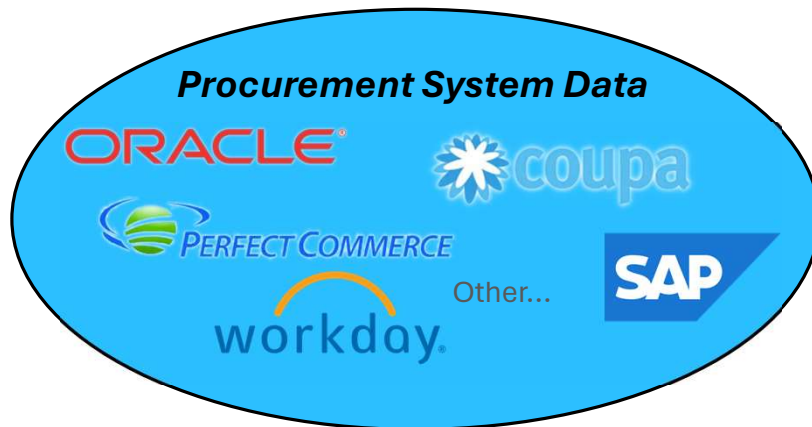 Procurement System Data
ORACLE®
coupa
PERFECT COMMERCE
Other...
SAP
workday®